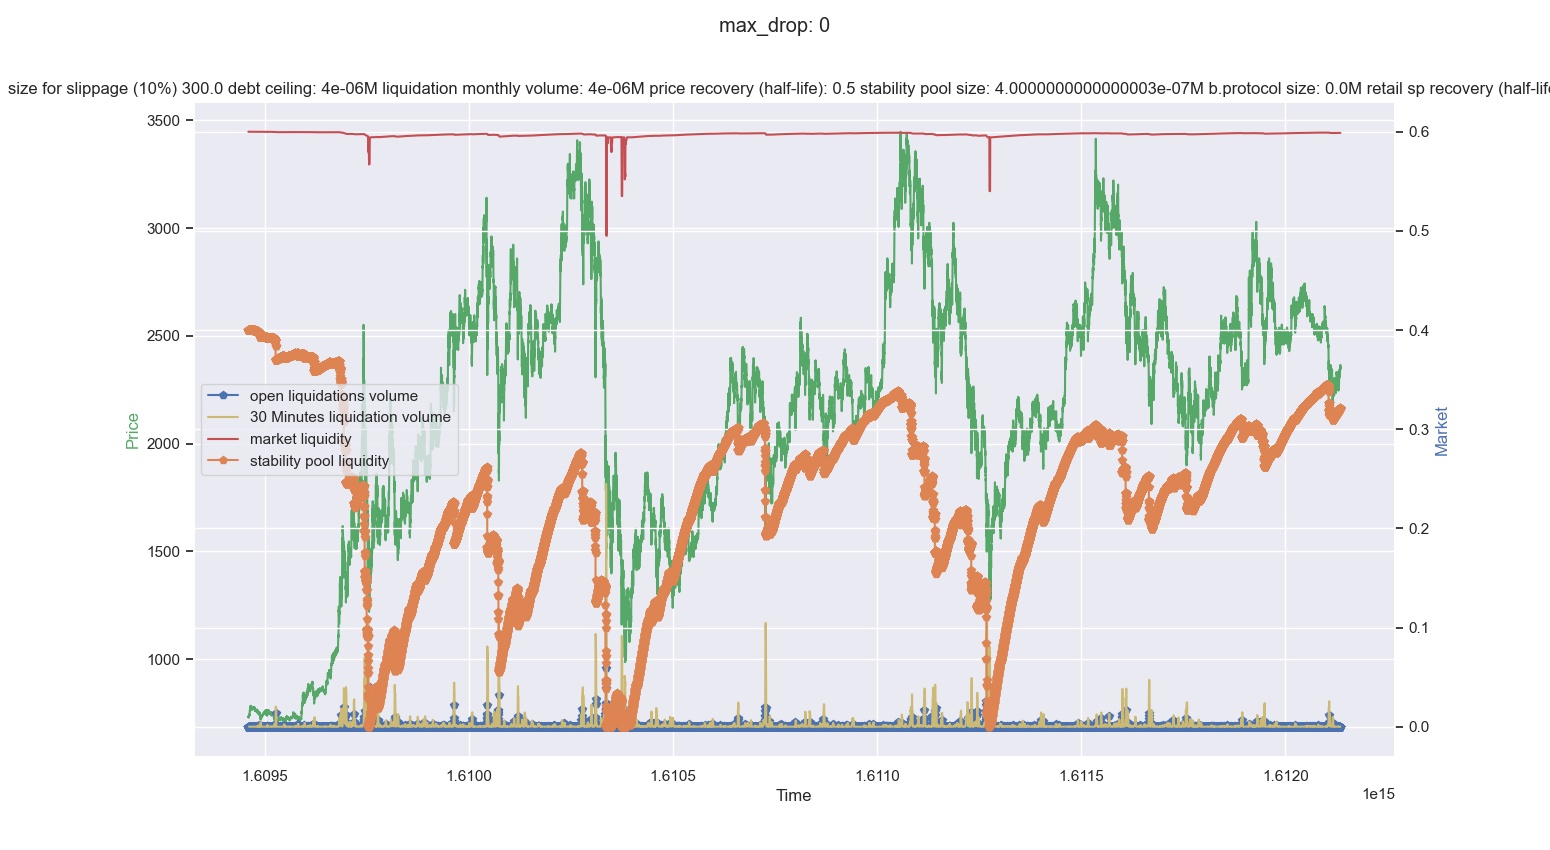 max_drop: 0
size for slippage (10%) 300.0 debt ceiling: 4e-06M liquidation monthly volume: 4e-06M price recovery (half-life): 0.5 stability pool size: 4.0000000000000003e-07M b.protocol size: 0.0M retail sp recovery (half-life
3500
3000
2500
2000
1500
1000
Price
open liquidations volume
30 Minutes liquidation volume
market liquidity
stability pool liquidity
0.6
0.5
0.4
0.3
0.2
0.1
0.0
Market
1.6095 1.6100 1.6105 1.6110 1.6115 1.6120
Time
1e15